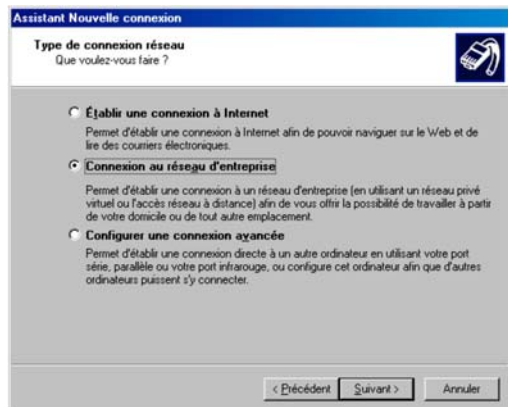 Assistant Nouvelle connexion
Type de connexion réseau
Que voulez-vous faire ?
Établir une connexion à Internet
Permet d'établir une connexion à Internet afin de pouvoir naviguer sur le Web et de
lire des courriers électroniques.
Connexion au réseau d'entreprise
Permet d'établir une connexion à un réseau d'entreprise (en utilisant un réseau privé
virtuel ou l'accès réseau à distance) afin de vous offrir la possibilité de travailler à partir
de votre domicile ou de tout autre emplacement.
Configurer une connexion avancée
Permet d'établir une connexion directe à un autre ordinateur en utilisant votre port
série, parallèle ou votre port infrarouge, ou configure cet ordinateur afin que d'autres
ordinateurs puissent s'y connecter.
< Précédent Suivant > Annuler